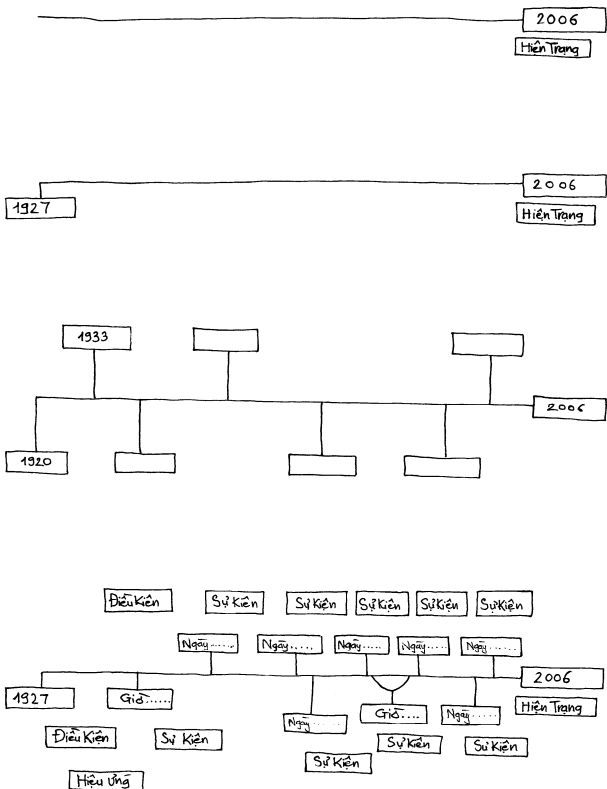 2006
Hiện Trạng
2006
1927
Hiện Trạng
1933
2006
1920
Điều Kiên
Sự Kiên
Sự Kiện
Sự Kiện
Sự Kiện
Sự Kiện
Ngày.......
Ngày.....
Ngày.....
Ngày.....
Ngày......
2006
1927
Giờ......
Hiện Trạng
Ngày......
Giờ....
Ngày.....
Điều Kiện
Sự Kiện
Sự Kiện
Sự Kiện
Sự Kiện
Hiệu Ứng